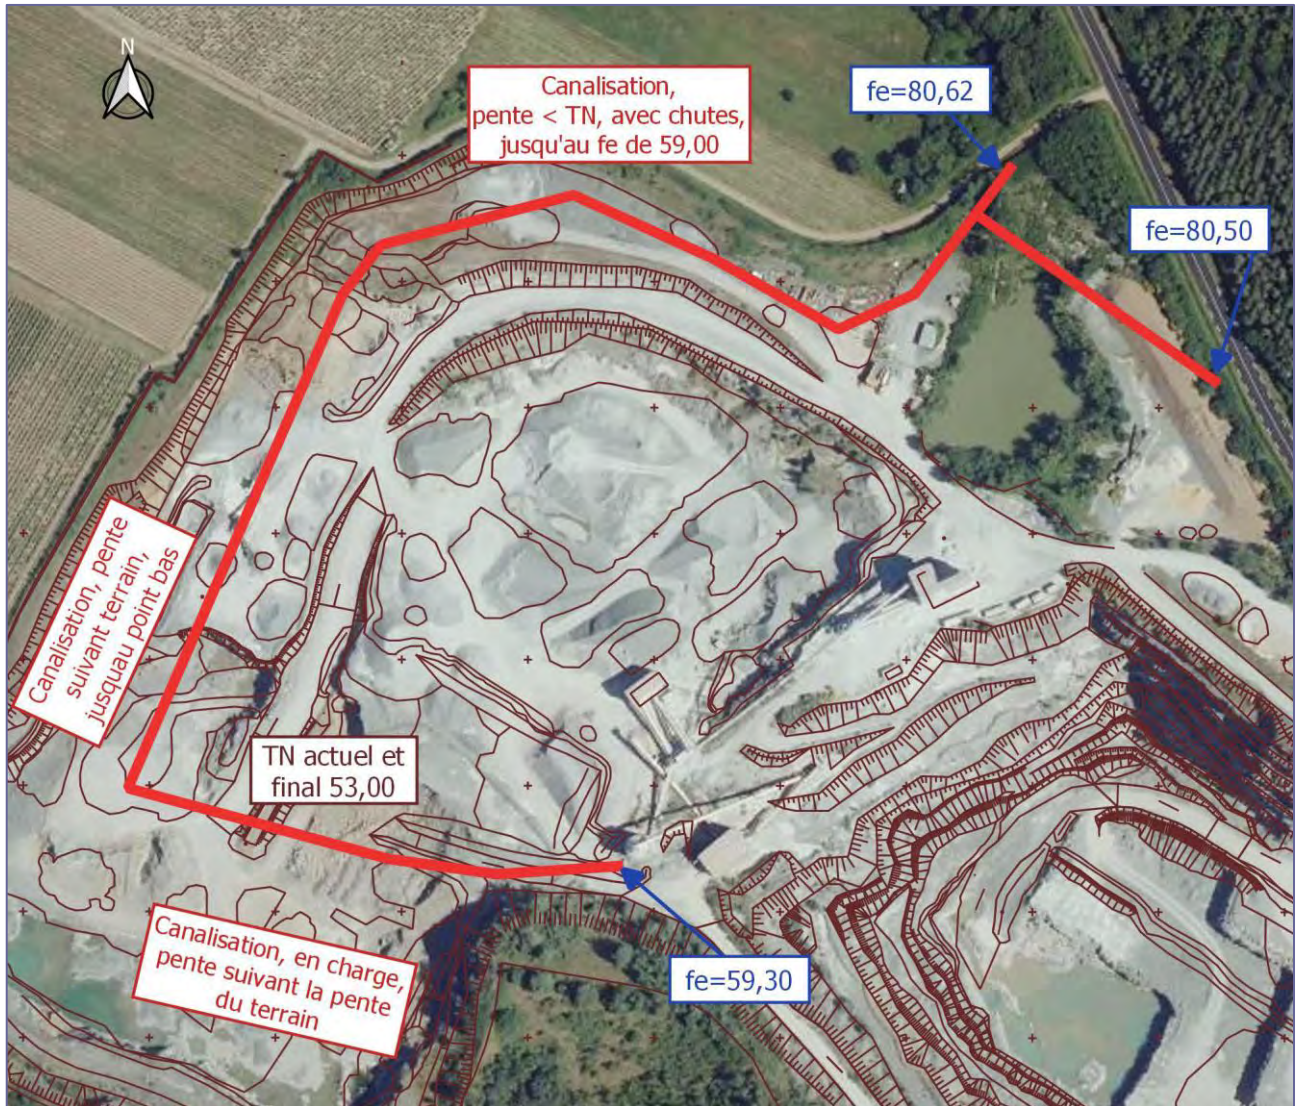 N
Canalisation,
pente < TN, avec chutes,
jusqu'au fe de 59,00
fe=80,62
fe=80,50
Canalisation, pente
suivant terrain,
jusquau point bas
TN actuel et
final 53,00
Canalisation, en charge,
pente suivant la pente
du terrain
fe=59,30